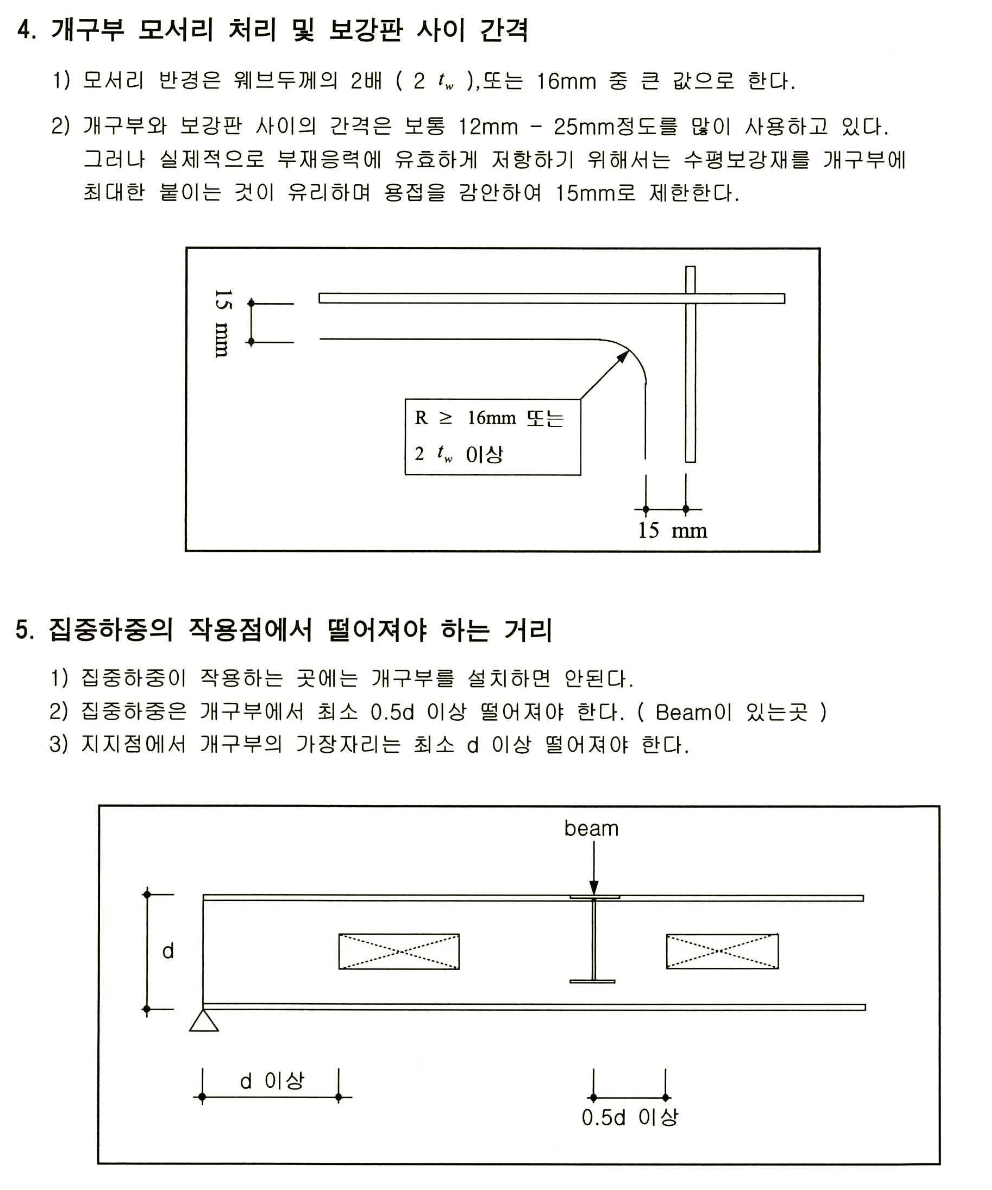 4. 개구부 모서리 처리 및 보강판 사이 간격
1) 모서리 반경은 웨브두께의 2배 ( 2 t_w ),또는 16mm 중 큰 값으로 한다.
2) 개구부와 보강판 사이의 간격은 보통 12mm - 25mm정도를 많이 사용하고 있다.
그러나 실제적으로 부재응력에 유효하게 저항하기 위해서는 수평보강재를 개구부에
최대한 붙이는 것이 유리하며 용접을 감안하여 15mm로 제한한다.
15 mm
R ≥ 16mm 또는
2 t_w 이상
15 mm
5. 집중하중의 작용점에서 떨어져야 하는 거리
1) 집중하중이 작용하는 곳에는 개구부를 설치하면 안된다.
2) 집중하중은 개구부에서 최소 0.5d 이상 떨어져야 한다. ( Beam이 있는곳 )
3) 지지점에서 개구부의 가장자리는 최소 d 이상 떨어져야 한다.
beam
d
d 이상
0.5d 이상